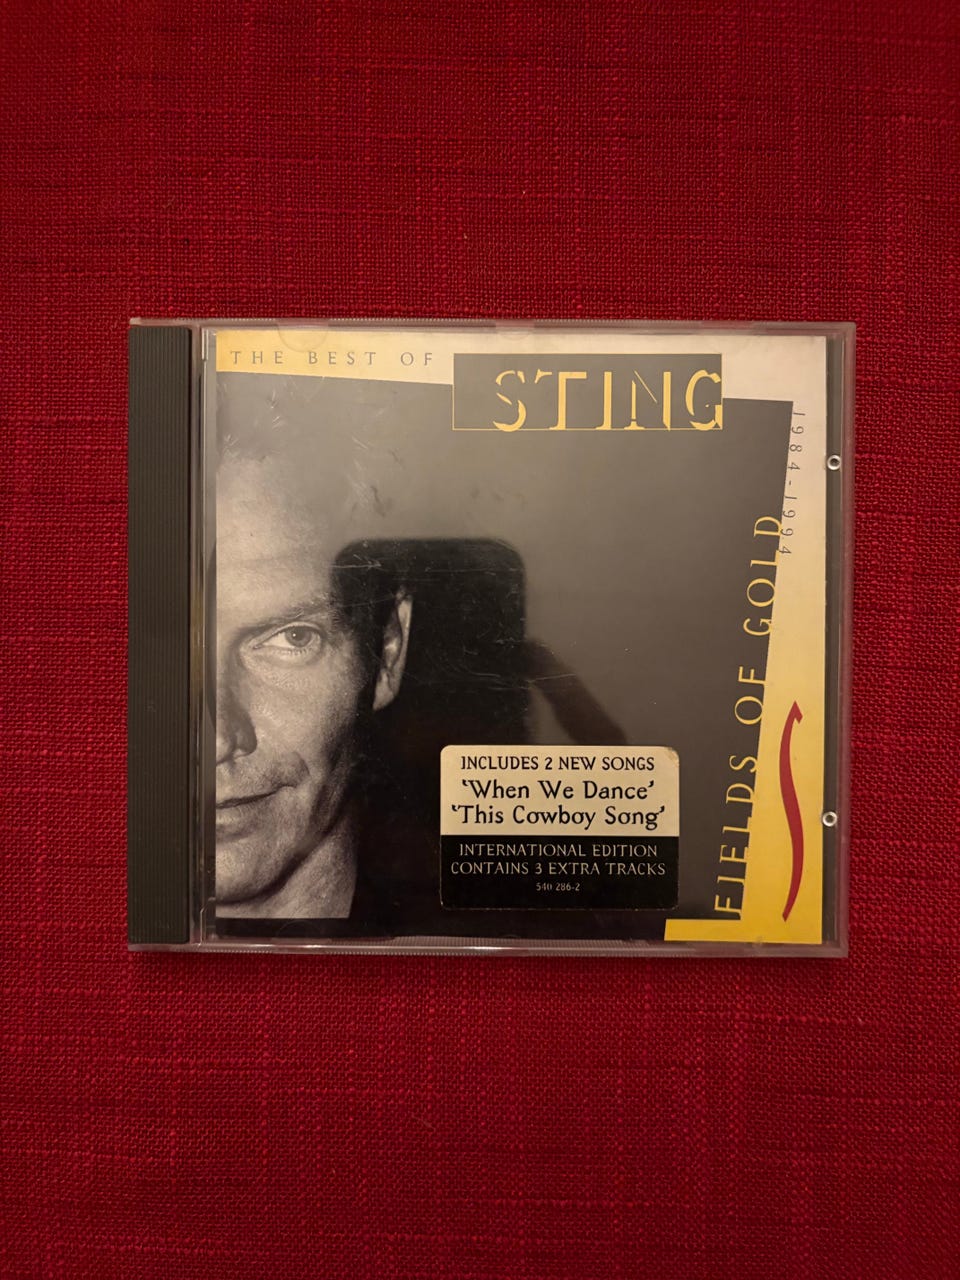 THE BEST OF
STING
1984-1994
FIELDS OF GOLD
INCLUDES 2 NEW SONGS
'When We Dance'
'This Cowboy Song'
INTERNATIONAL EDITION
CONTAINS 3 EXTRA TRACKS
540 286-2